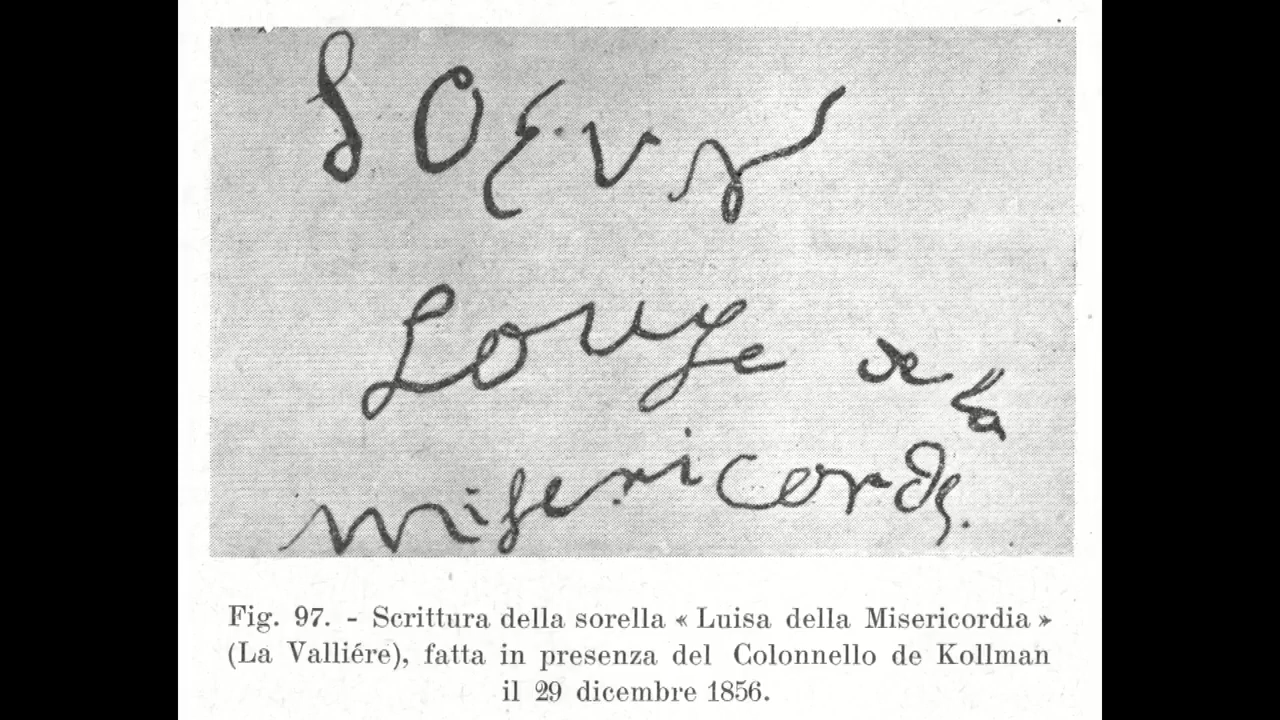 soeur
Louyse de la
misericorde.
Fig. 97. - Scrittura della sorella « Luisa della Misericordia »
(La Valliére), fatta in presenza del Colonnello de Kollman
il 29 dicembre 1856.